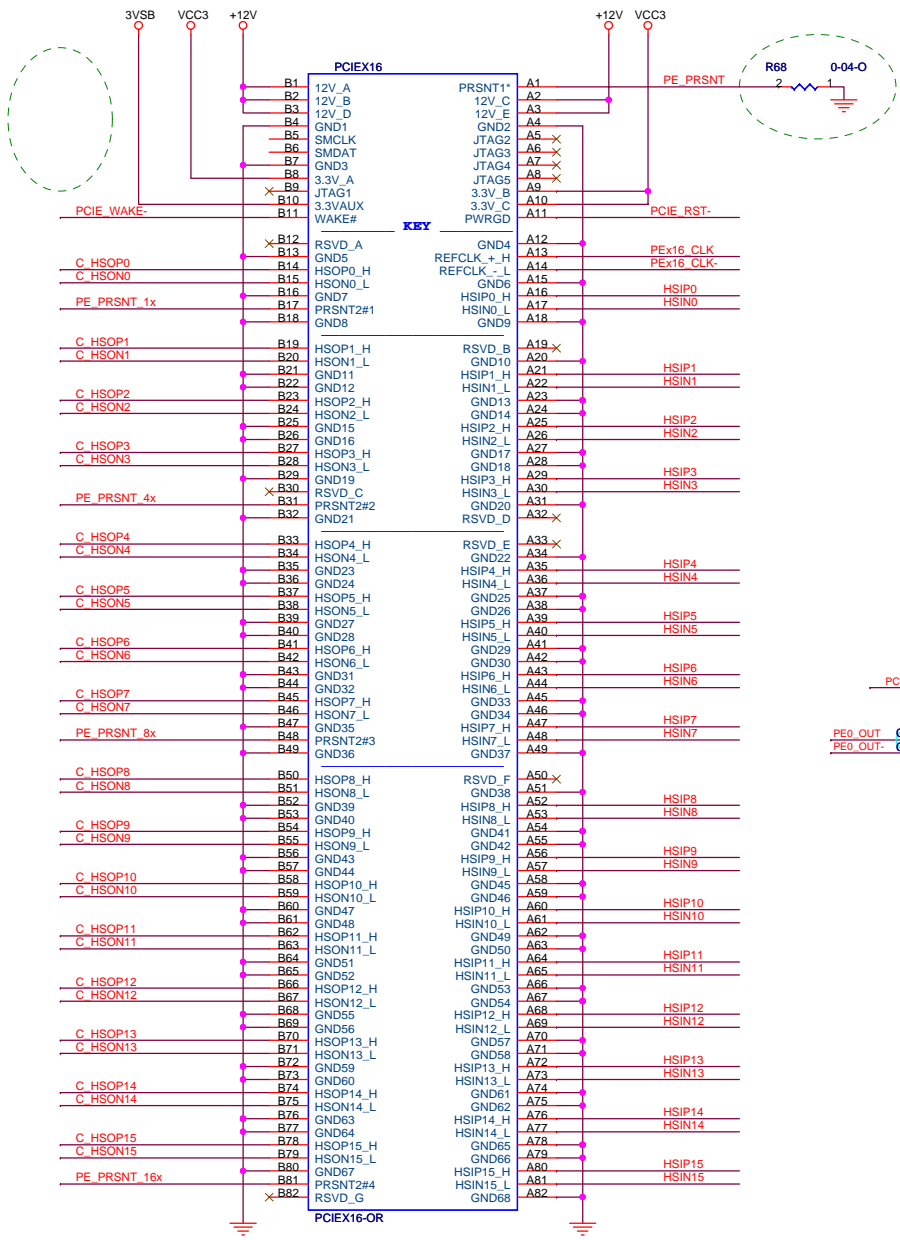 3VSB VCC3 +12V +12V VCC3
PCIEX16 R68 0-04-O
B1 12V_A PRSNT1* A1 PE_PRSNT 2 1
B2 12V_B 12V_C A2
B3 12V_D 12V_E A3
B4 GND1 GND2 A4
B5 SMCLK JTAG2 A5
B6 SMDAT JTAG3 A6
B7 GND3 JTAG4 A7
B8 3.3V_A JTAG5 A8
B9 JTAG1 3.3V_B A9
B10 3.3VAUX 3.3V_C A10
PCIE_WAKE- B11 WAKE# PWRGD A11 PCIE_RST-
KEY
B12 RSVD_A GND4 A12
B13 GND5 REFCLK_+_H A13 PEx16_CLK
C_HSOP0 B14 HSOP0_H REFCLK_-_L A14 PEx16_CLK-
C_HSON0 B15 HSON0_L GND6 A15
B16 GND7 HSIP0_H A16 HSIP0
PE_PRSNT_1x B17 PRSNT2#1 HSIN0_L A17 HSIN0
B18 GND8 GND9 A18
C_HSOP1 B19 HSOP1_H RSVD_B A19
C_HSON1 B20 HSON1_L GND10 A20
B21 GND11 HSIP1_H A21 HSIP1
B22 GND12 HSIN1_L A22 HSIN1
C_HSOP2 B23 HSOP2_H GND13 A23
C_HSON2 B24 HSON2_L GND14 A24
B25 GND15 HSIP2_H A25 HSIP2
B26 GND16 HSIN2_L A26 HSIN2
C_HSOP3 B27 HSOP3_H GND17 A27
C_HSON3 B28 HSON3_L GND18 A28
B29 GND19 HSIP3_H A29 HSIP3
B30 RSVD_C HSIN3_L A30 HSIN3
PE_PRSNT_4x B31 PRSNT2#2 GND20 A31
B32 GND21 RSVD_D A32
C_HSOP4 B33 HSOP4_H RSVD_E A33
C_HSON4 B34 HSON4_L GND22 A34
B35 GND23 HSIP4_H A35 HSIP4
B36 GND24 HSIN4_L A36 HSIN4
C_HSOP5 B37 HSOP5_H GND25 A37
C_HSON5 B38 HSON5_L GND26 A38
B39 GND27 HSIP5_H A39 HSIP5
B40 GND28 HSIN5_L A40 HSIN5
C_HSOP6 B41 HSOP6_H GND29 A41
C_HSON6 B42 HSON6_L GND30 A42
B43 GND31 HSIP6_H A43 HSIP6
B44 GND32 HSIN6_L A44 HSIN6 PC
C_HSOP7 B45 HSOP7_H GND33 A45
C_HSON7 B46 HSON7_L GND34 A46
B47 GND35 HSIP7_H A47 HSIP7
PE_PRSNT_8x B48 PRSNT2#3 HSIN7_L A48 HSIN7 PE0_OUT
B49 GND36 GND37 A49 PE0_OUT-
C_HSOP8 B50 HSOP8_H RSVD_F A50
C_HSON8 B51 HSON8_L GND38 A51
B52 GND39 HSIP8_H A52 HSIP8
B53 GND40 HSIN8_L A53 HSIN8
C_HSOP9 B54 HSOP9_H GND41 A54
C_HSON9 B55 HSON9_L GND42 A55
B56 GND43 HSIP9_H A56 HSIP9
B57 GND44 HSIN9_L A57 HSIN9
C_HSOP10 B58 HSOP10_H GND45 A58
C_HSON10 B59 HSON10_L GND46 A59
B60 GND47 HSIP10_H A60 HSIP10
B61 GND48 HSIN10_L A61 HSIN10
C_HSOP11 B62 HSOP11_H GND49 A62
C_HSON11 B63 HSON11_L GND50 A63
B64 GND51 HSIP11_H A64 HSIP11
B65 GND52 HSIN11_L A65 HSIN11
C_HSOP12 B66 HSOP12_H GND53 A66
C_HSON12 B67 HSON12_L GND54 A67
B68 GND55 HSIP12_H A68 HSIP12
B69 GND56 HSIN12_L A69 HSIN12
C_HSOP13 B70 HSOP13_H GND57 A70
C_HSON13 B71 HSON13_L GND58 A71
B72 GND59 HSIP13_H A72 HSIP13
B73 GND60 HSIN13_L A73 HSIN13
C_HSOP14 B74 HSOP14_H GND61 A74
C_HSON14 B75 HSON14_L GND62 A75
B76 GND63 HSIP14_H A76 HSIP14
B77 GND64 HSIN14_L A77 HSIN14
C_HSOP15 B78 HSOP15_H GND65 A78
C_HSON15 B79 HSON15_L GND66 A79
B80 GND67 HSIP15_H A80 HSIP15
PE_PRSNT_16x B81 PRSNT2#4 HSIN15_L A81 HSIN15
B82 RSVD_G GND68 A82
PCIEX16-OR